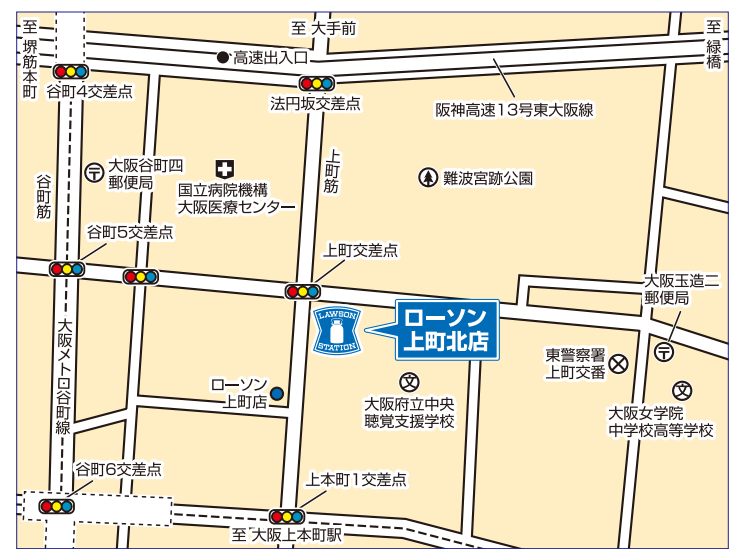 至 大手前
至
堺筋本町
至
緑橋
高速出入口
谷町4交差点
法円坂交差点
阪神高速13号東大阪線
大阪谷町四
郵便局
国立病院機構
大阪医療センター
上町筋
難波宮跡公園
谷町筋
谷町5交差点
上町交差点
大阪玉造二
郵便局
LAWSON
STATION
ローソン
上町北店
大阪メトロ谷町線
東警察署
上町交番
ローソン
上町店
文
大阪府立中央
聴覚支援学校
文
大阪女学院
中学校高等学校
谷町6交差点
上本町1交差点
至 大阪上本町駅